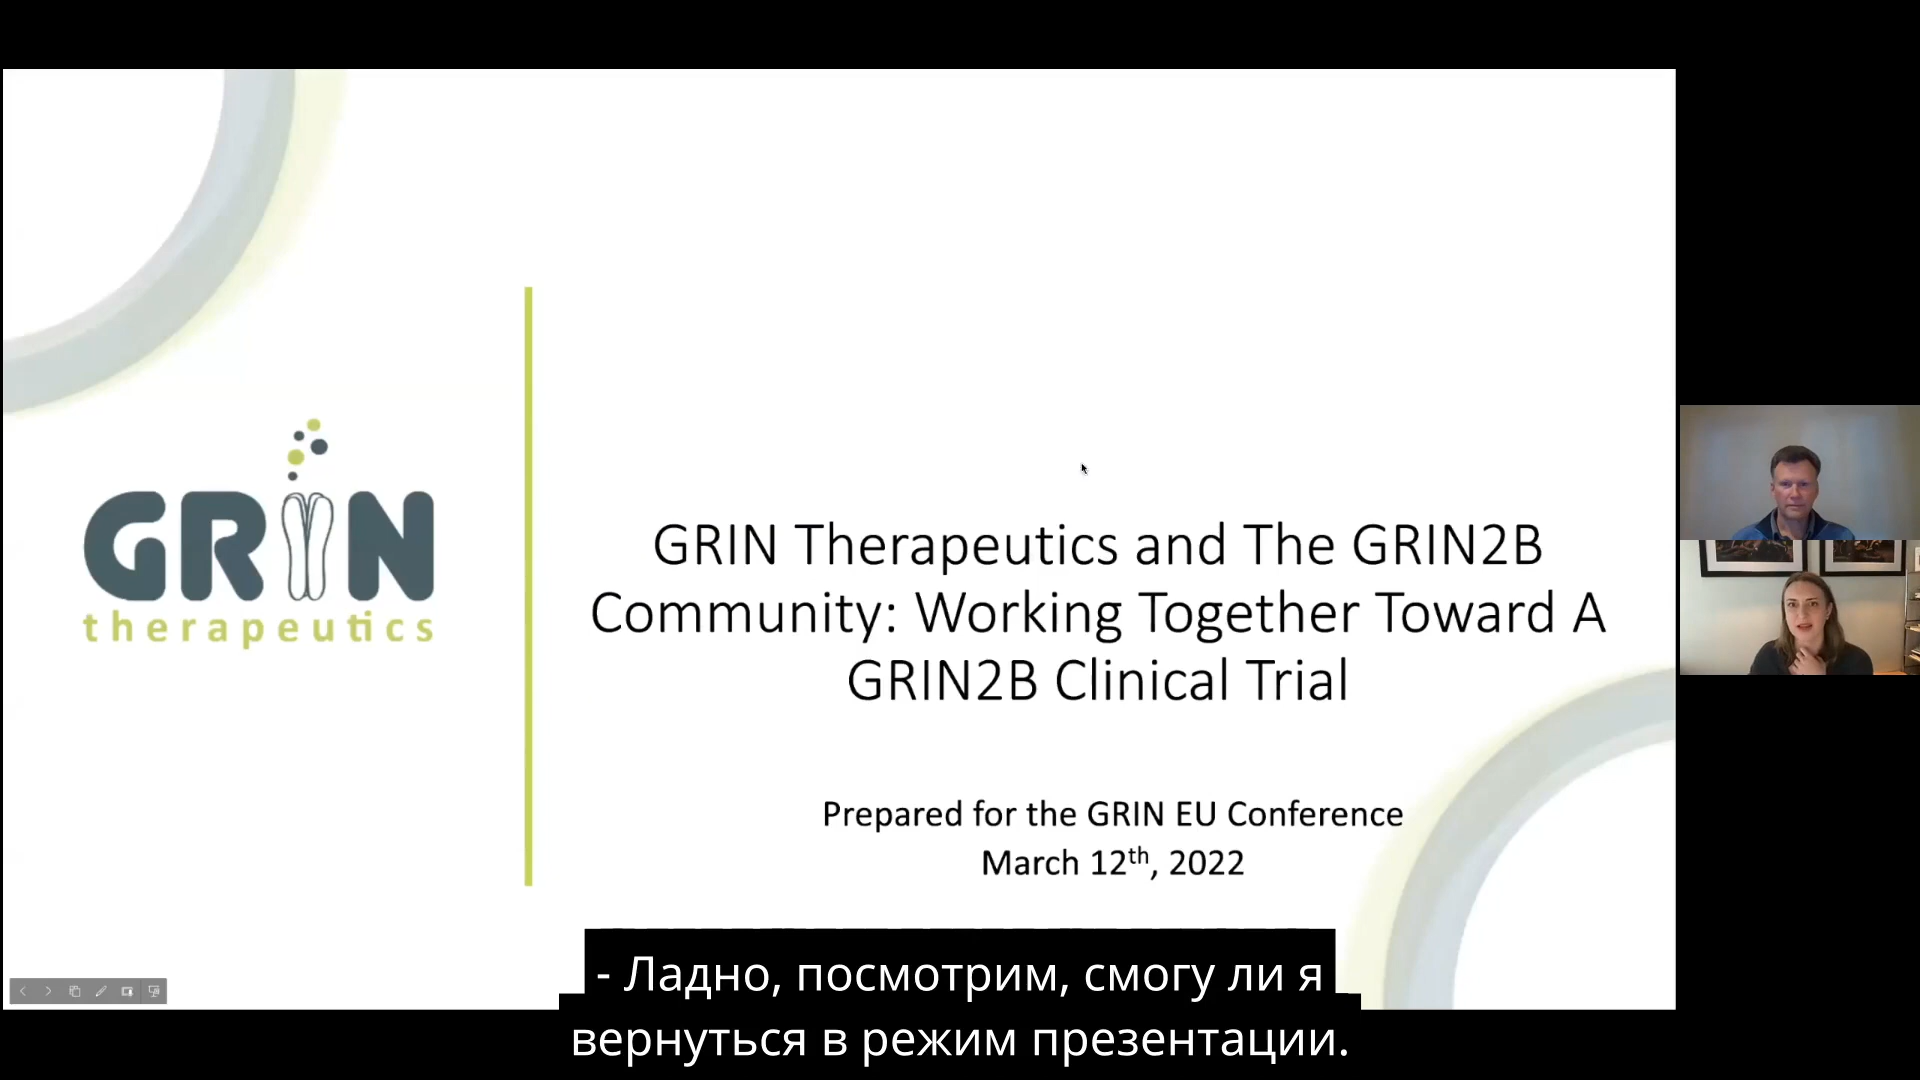 GRIN
therapeutics
GRIN Therapeutics and The GRIN2B
Community: Working Together Toward A
GRIN2B Clinical Trial
Prepared for the GRIN EU Conference
March 12th, 2022
- Ладно, посмотрим, смогу ли я
вернуться в режим презентации.